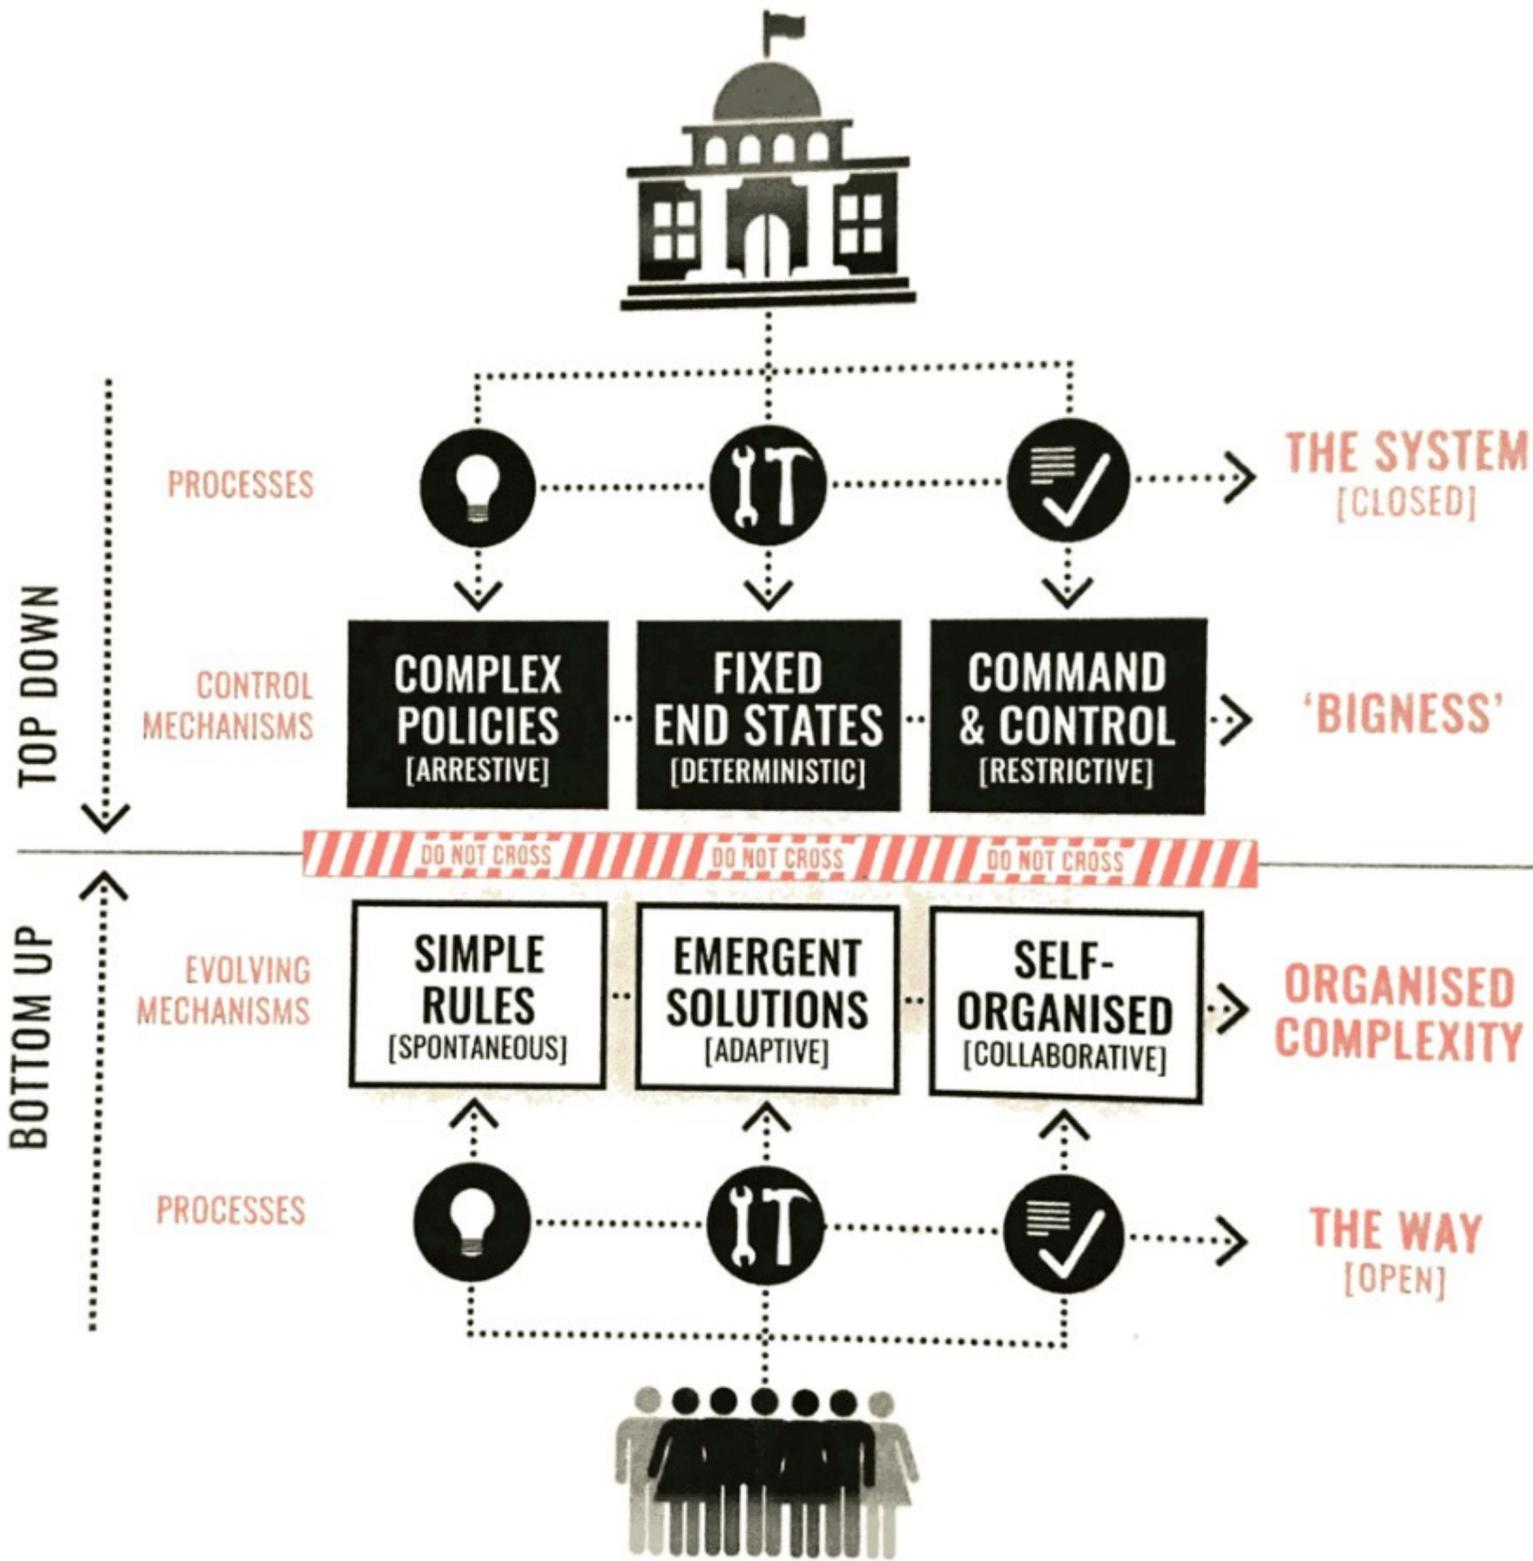 PROCESSES
THE SYSTEM
[CLOSED]
TOP DOWN
CONTROL
MECHANISMS
COMPLEX
POLICIES
[ARRESTIVE]
FIXED
END STATES
[DETERMINISTIC]
COMMAND
& CONTROL
[RESTRICTIVE]
‘BIGNESS’
DO NOT CROSS
DO NOT CROSS
DO NOT CROSS
BOTTOM UP
EVOLVING
MECHANISMS
SIMPLE
RULES
[SPONTANEOUS]
EMERGENT
SOLUTIONS
[ADAPTIVE]
SELF-
ORGANISED
[COLLABORATIVE]
ORGANISED
COMPLEXITY
PROCESSES
THE WAY
[OPEN]